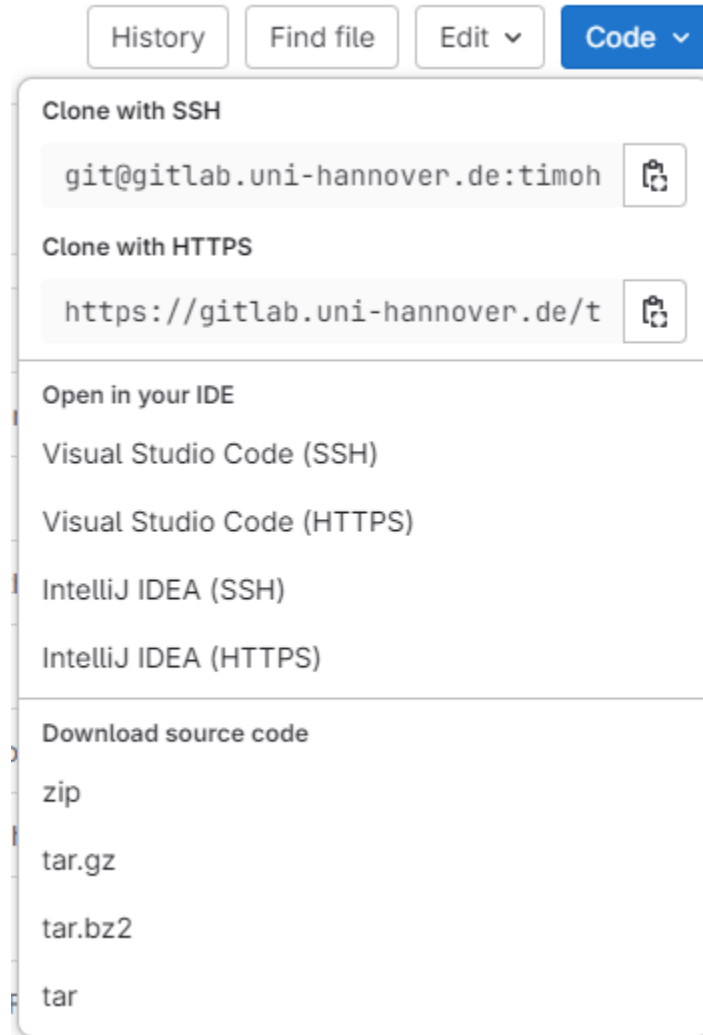 History Find file Edit Code
Clone with SSH
git@gitlab.uni-hannover.de:timoh
Clone with HTTPS
https://gitlab.uni-hannover.de/t
Open in your IDE
Visual Studio Code (SSH)
Visual Studio Code (HTTPS)
IntelliJ IDEA (SSH)
IntelliJ IDEA (HTTPS)
Download source code
zip
tar.gz
tar.bz2
tar